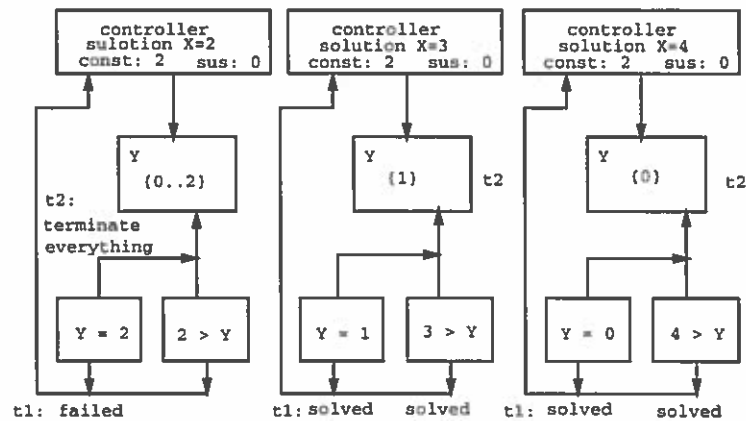 controller
sulotion X=2
const: 2 sus: 0
Y
{0..2}
t2:
terminate
everything
Y = 2
2 > Y
t1: failed
controller
solution X=3
const: 2 sus: 0
Y
{1}
t2
Y = 1
3 > Y
t1: solved solved
controller
solution X=4
const: 2 sus: 0
Y
{0}
t2
Y = 0
4 > Y
t1: solved solved